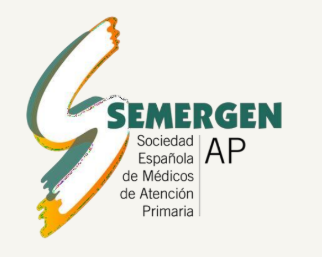 SEMERGEN
Sociedad
Española
de Médicos
de Atención
Primaria
AP